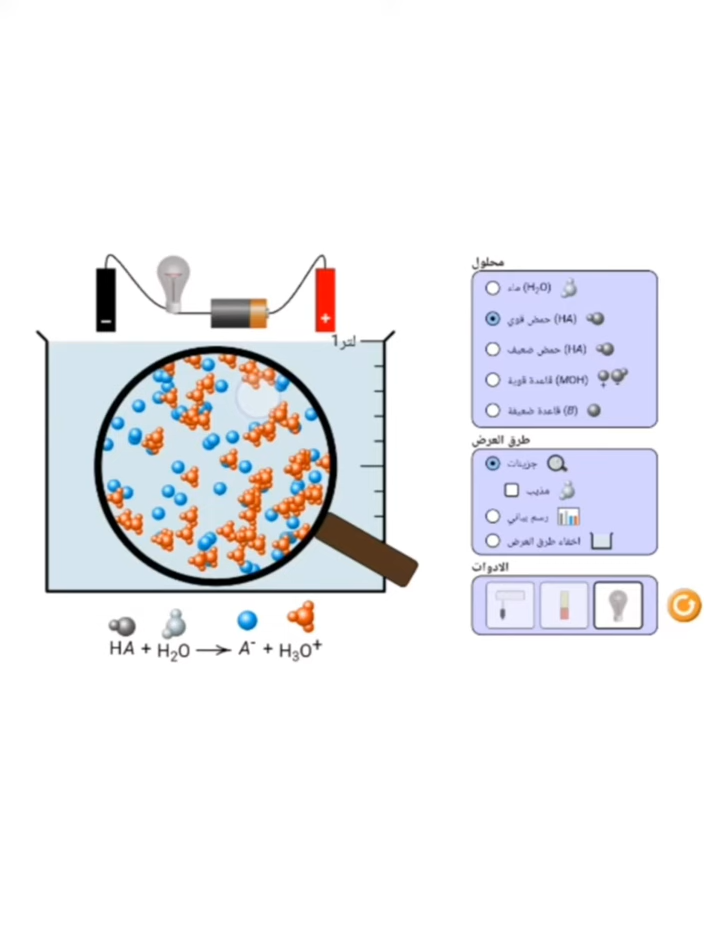 محلول
ماء (H₂O)
حمض قوي (HA)
حمض ضعيف (HA)
قاعدة قوية (MOH)
قاعدة ضعيفة (B)
طرق العرض
جزيئات
مذيب
رسم بياني
اخفاء طرق العرض
الادوات
− +
1لتر
HA + H₂O ⟶ A⁻ + H₃O⁺